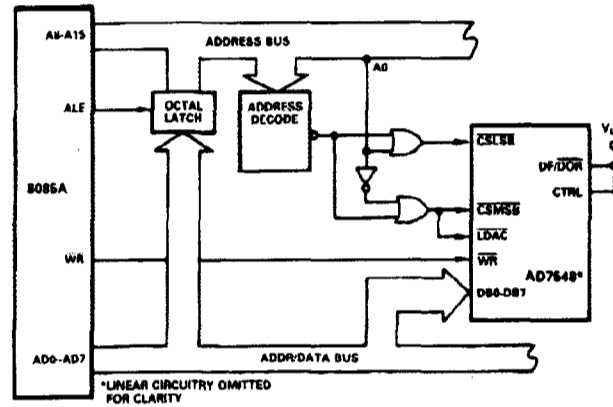 A8-A15
ADDRESS BUS
A0
ALE
OCTAL
LATCH
ADDRESS
DECODE
CSLSB
DF/DOR
CTRL
8085A
CSMSB
LDAC
WR
WR
AD7548*
DB0-DB7
AD0-AD7
ADDR/DATA BUS
*LINEAR CIRCUITRY OMITTED
FOR CLARITY